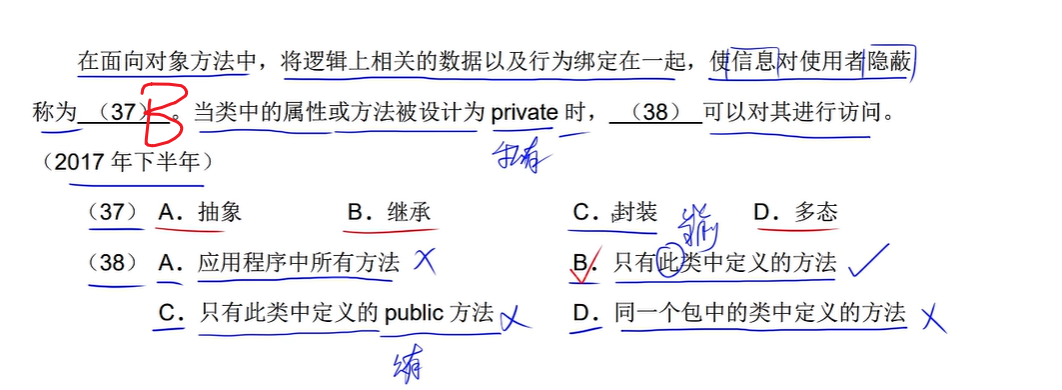 在面向对象方法中，将逻辑上相关的数据以及行为绑定在一起，使信息对使用者隐蔽
称为 （37）B。当类中的属性或方法被设计为 private 时， （38） 可以对其进行访问。
私有
（2017 年下半年）
（37） A．抽象 B．继承 C．封装 D．多态
（38） A．应用程序中所有方法 B．只有此类中定义的方法
C．只有此类中定义的 public 方法 D．同一个包中的类中定义的方法
公有